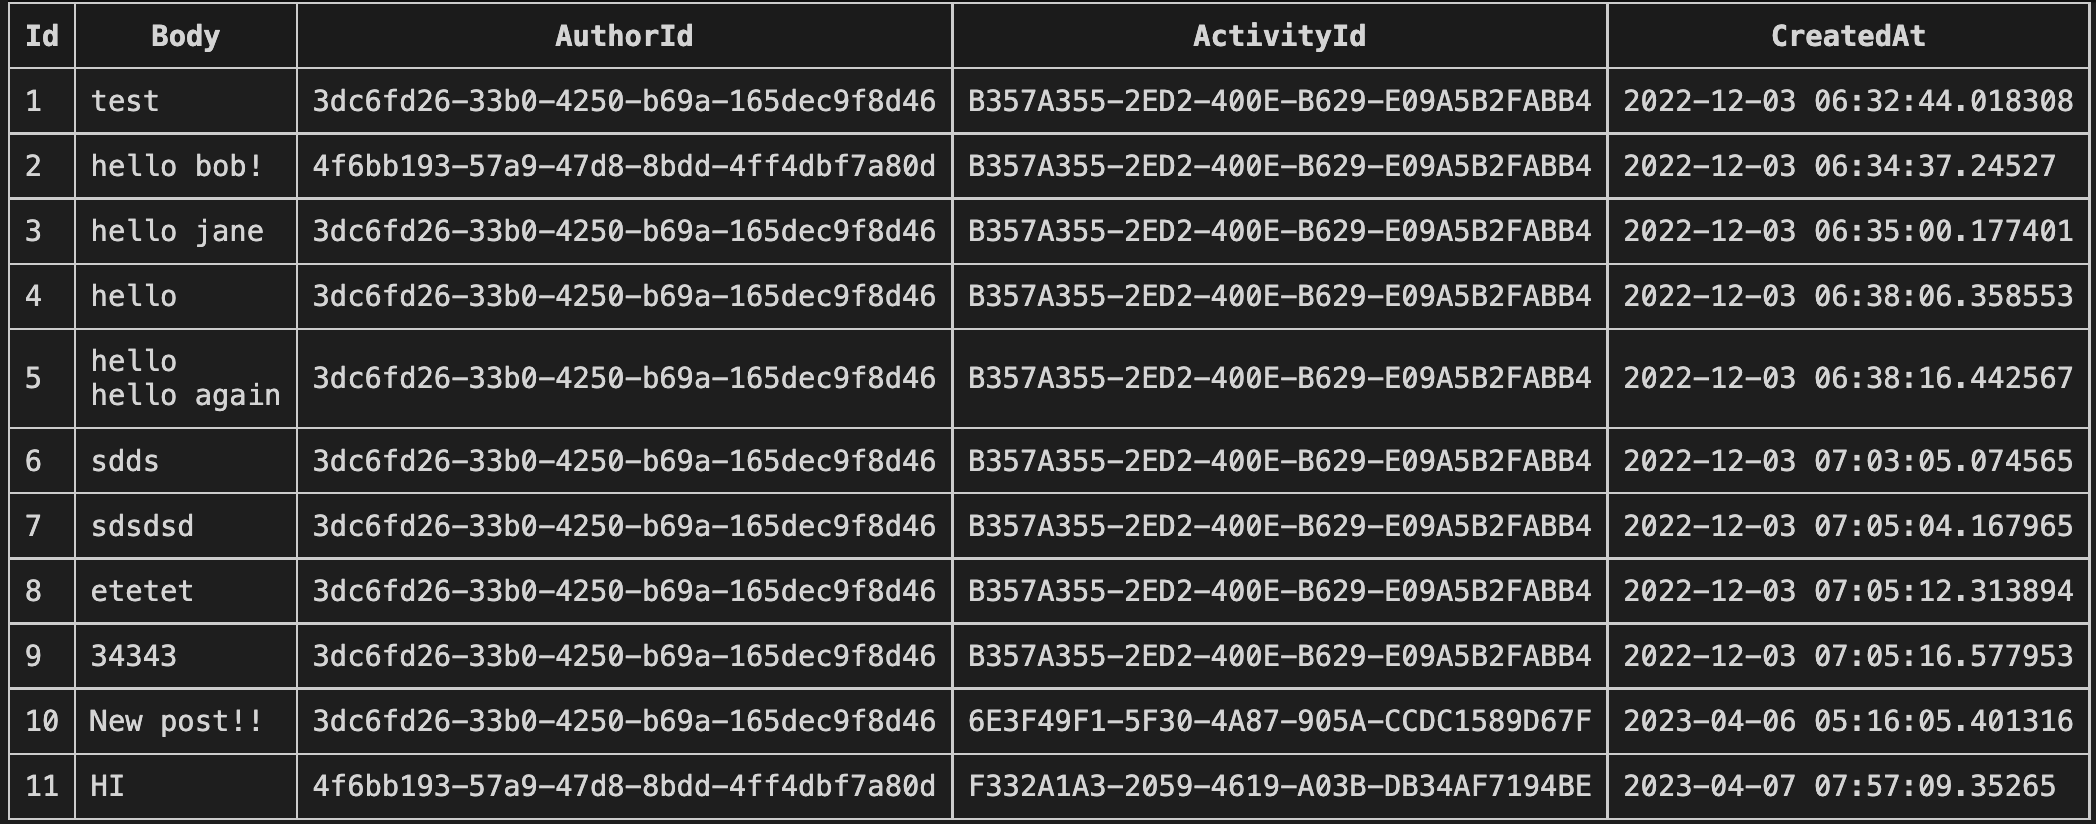 Id Body AuthorId ActivityId CreatedAt
1 test 3dc6fd26-33b0-4250-b69a-165dec9f8d46 B357A355-2ED2-400E-B629-E09A5B2FABB4 2022-12-03 06:32:44.018308
2 hello bob! 4f6bb193-57a9-47d8-8bdd-4ff4dbf7a80d B357A355-2ED2-400E-B629-E09A5B2FABB4 2022-12-03 06:34:37.24527
3 hello jane 3dc6fd26-33b0-4250-b69a-165dec9f8d46 B357A355-2ED2-400E-B629-E09A5B2FABB4 2022-12-03 06:35:00.177401
4 hello 3dc6fd26-33b0-4250-b69a-165dec9f8d46 B357A355-2ED2-400E-B629-E09A5B2FABB4 2022-12-03 06:38:06.358553
5 hello
hello again 3dc6fd26-33b0-4250-b69a-165dec9f8d46 B357A355-2ED2-400E-B629-E09A5B2FABB4 2022-12-03 06:38:16.442567
6 sdds 3dc6fd26-33b0-4250-b69a-165dec9f8d46 B357A355-2ED2-400E-B629-E09A5B2FABB4 2022-12-03 07:03:05.074565
7 sdsdsd 3dc6fd26-33b0-4250-b69a-165dec9f8d46 B357A355-2ED2-400E-B629-E09A5B2FABB4 2022-12-03 07:05:04.167965
8 etetet 3dc6fd26-33b0-4250-b69a-165dec9f8d46 B357A355-2ED2-400E-B629-E09A5B2FABB4 2022-12-03 07:05:12.313894
9 34343 3dc6fd26-33b0-4250-b69a-165dec9f8d46 B357A355-2ED2-400E-B629-E09A5B2FABB4 2022-12-03 07:05:16.577953
10 New post!! 3dc6fd26-33b0-4250-b69a-165dec9f8d46 6E3F49F1-5F30-4A87-905A-CCDC1589D67F 2023-04-06 05:16:05.401316
11 HI 4f6bb193-57a9-47d8-8bdd-4ff4dbf7a80d F332A1A3-2059-4619-A03B-DB34AF7194BE 2023-04-07 07:57:09.35265